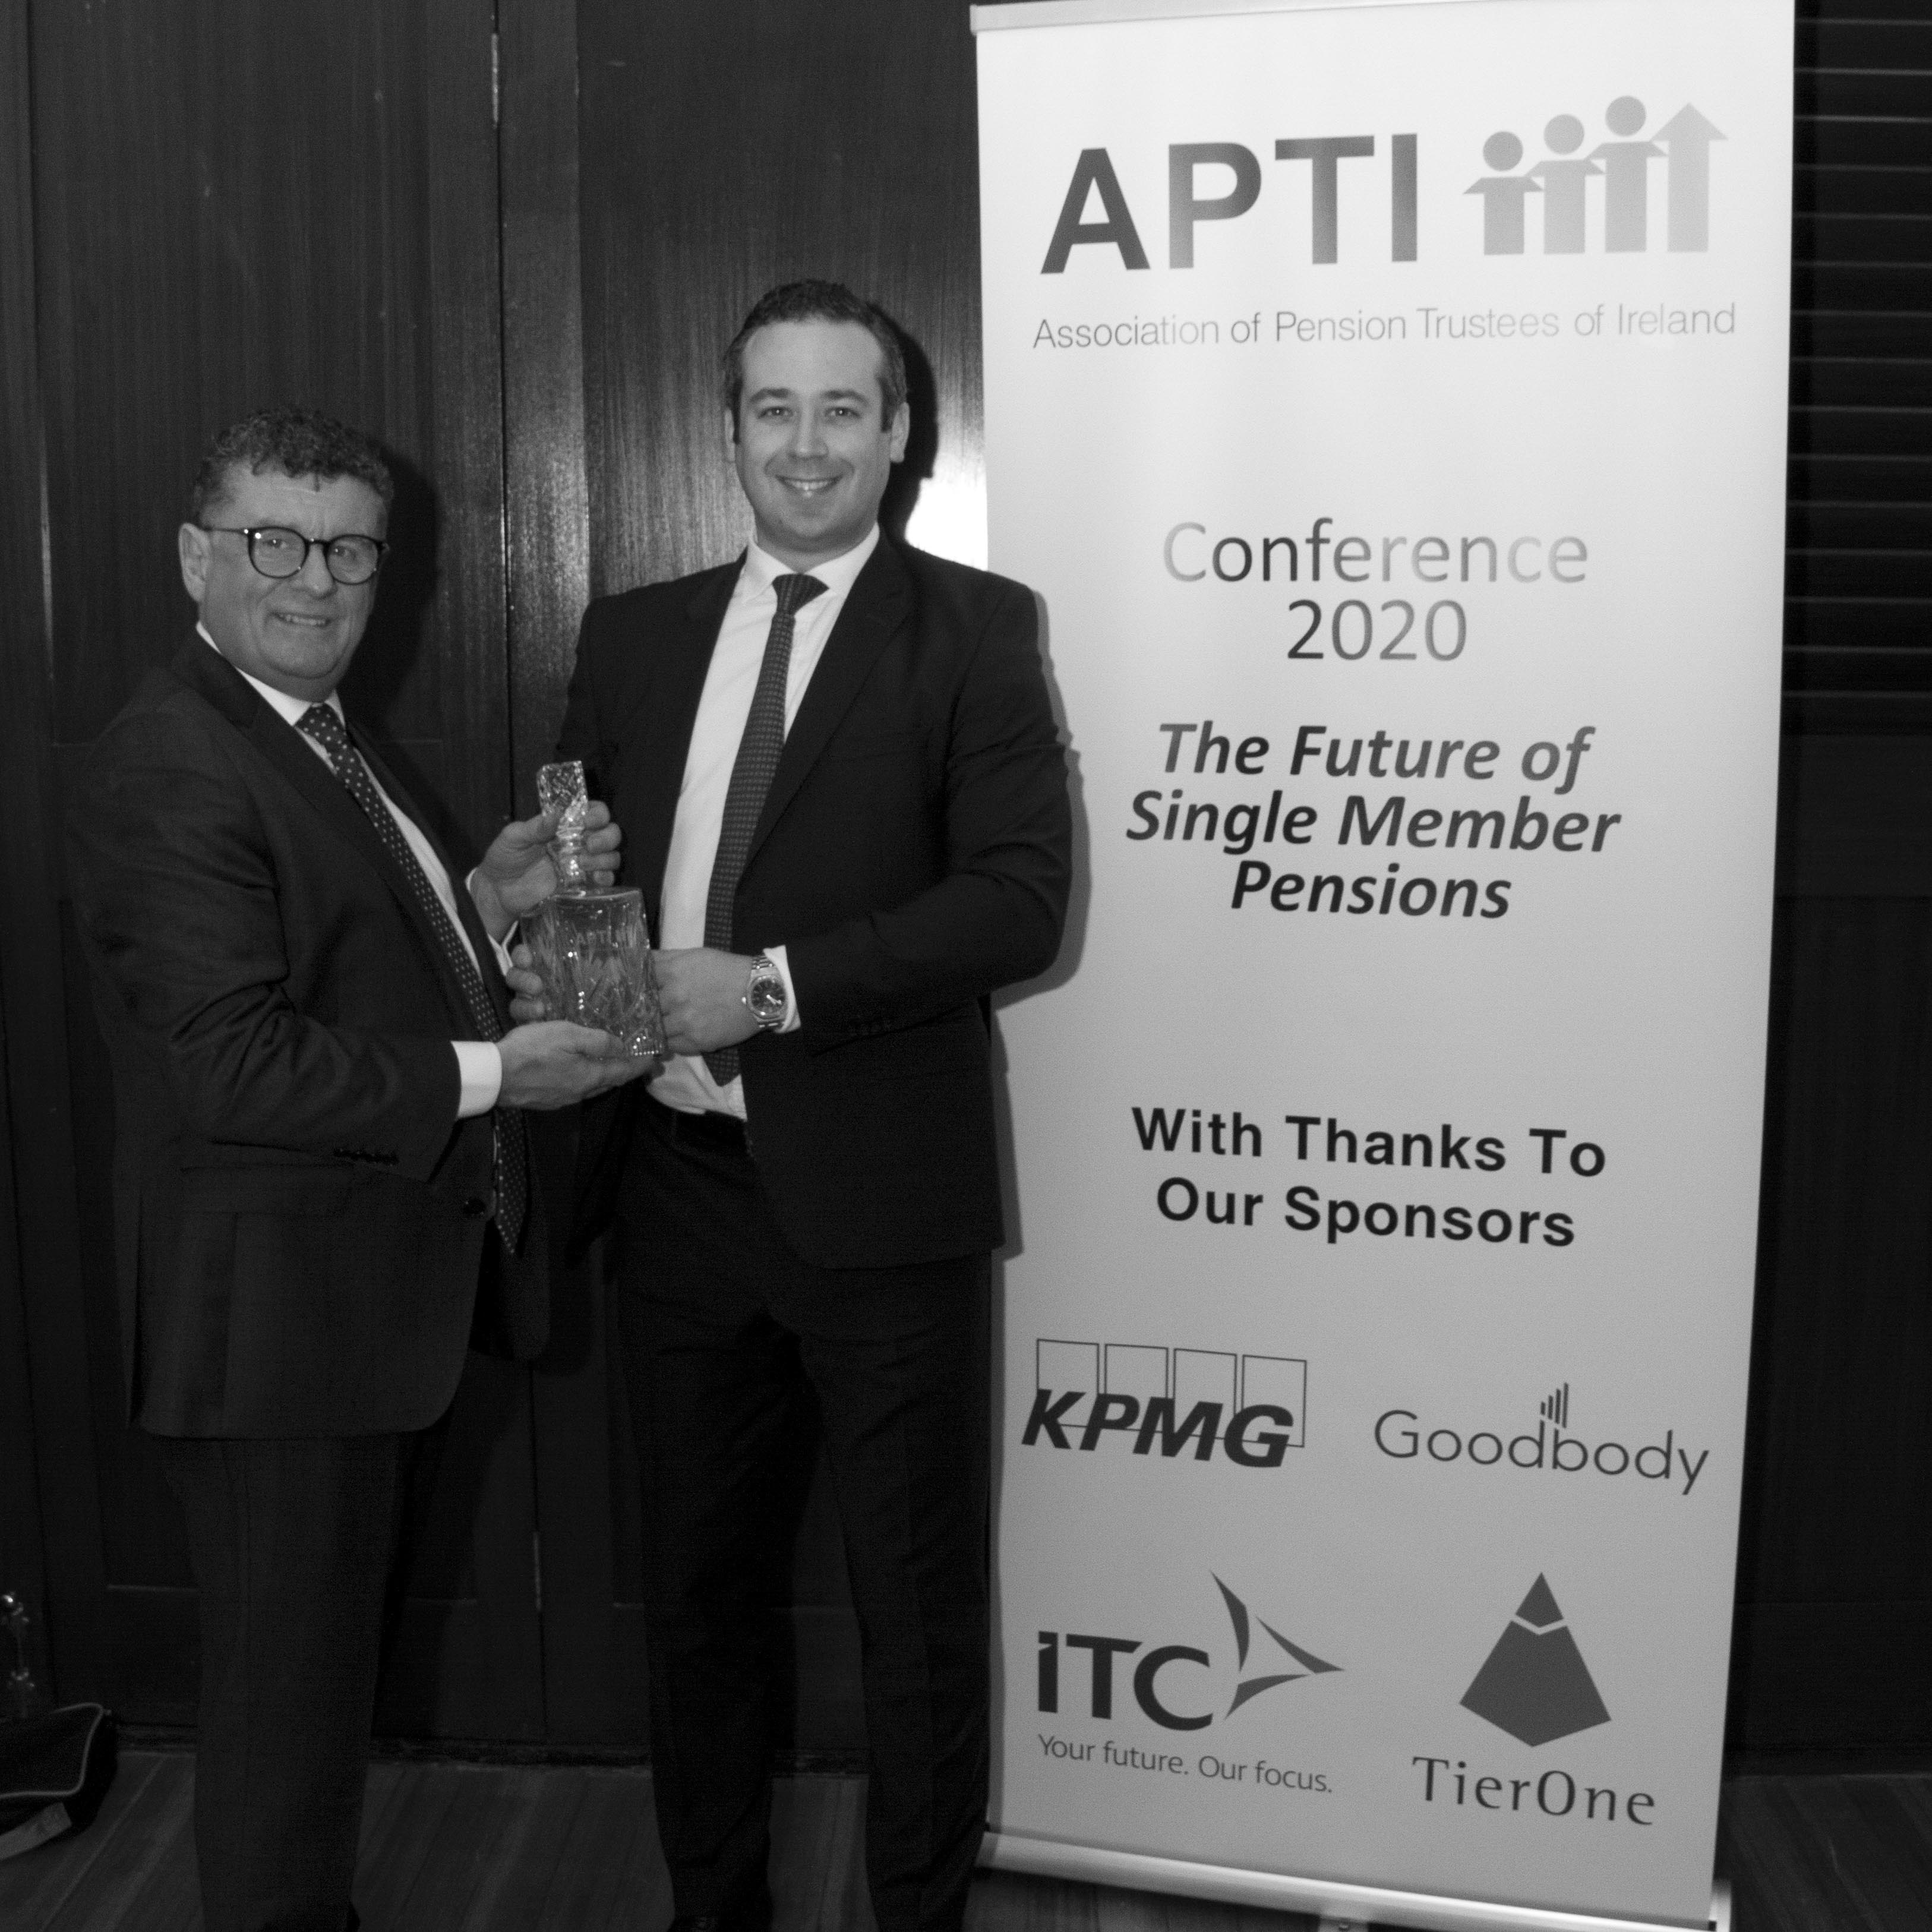 APTI
Association of Pension Trustees of Ireland
Conference
2020
The Future of
Single Member
Pensions
With Thanks To
Our Sponsors
KPMG
Goodbody
iTC
Your future. Our focus.
TierOne